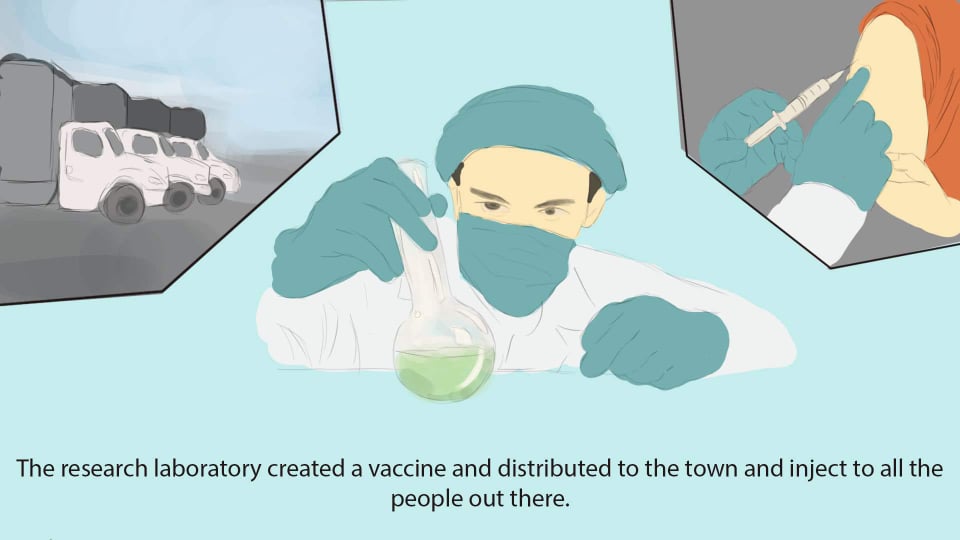 The research laboratory created a vaccine and distributed to the town and inject to all the
people out there.